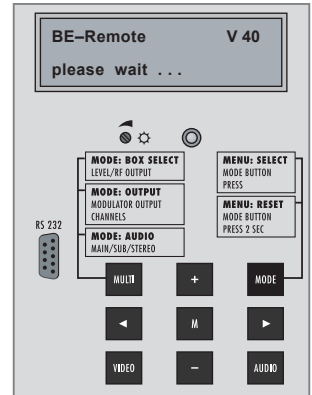 BE–Remote V 40
please wait . . .
MODE: BOX SELECT
LEVEL/RF OUTPUT
MODE: OUTPUT
MODULATOR OUTPUT
CHANNELS
MODE: AUDIO
MAIN/SUB/STEREO
MENU: SELECT
MODE BUTTON
PRESS
MENU: RESET
MODE BUTTON
PRESS 2 SEC
RS 232
MULTI + MODE
◄ M ►
VIDEO – AUDIO